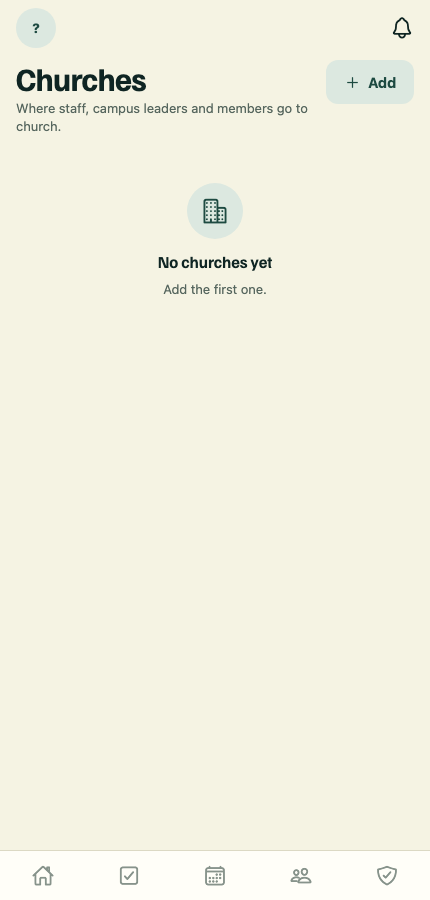 ?
Churches
Add
Where staff, campus leaders and members go to
church.
No churches yet
Add the first one.